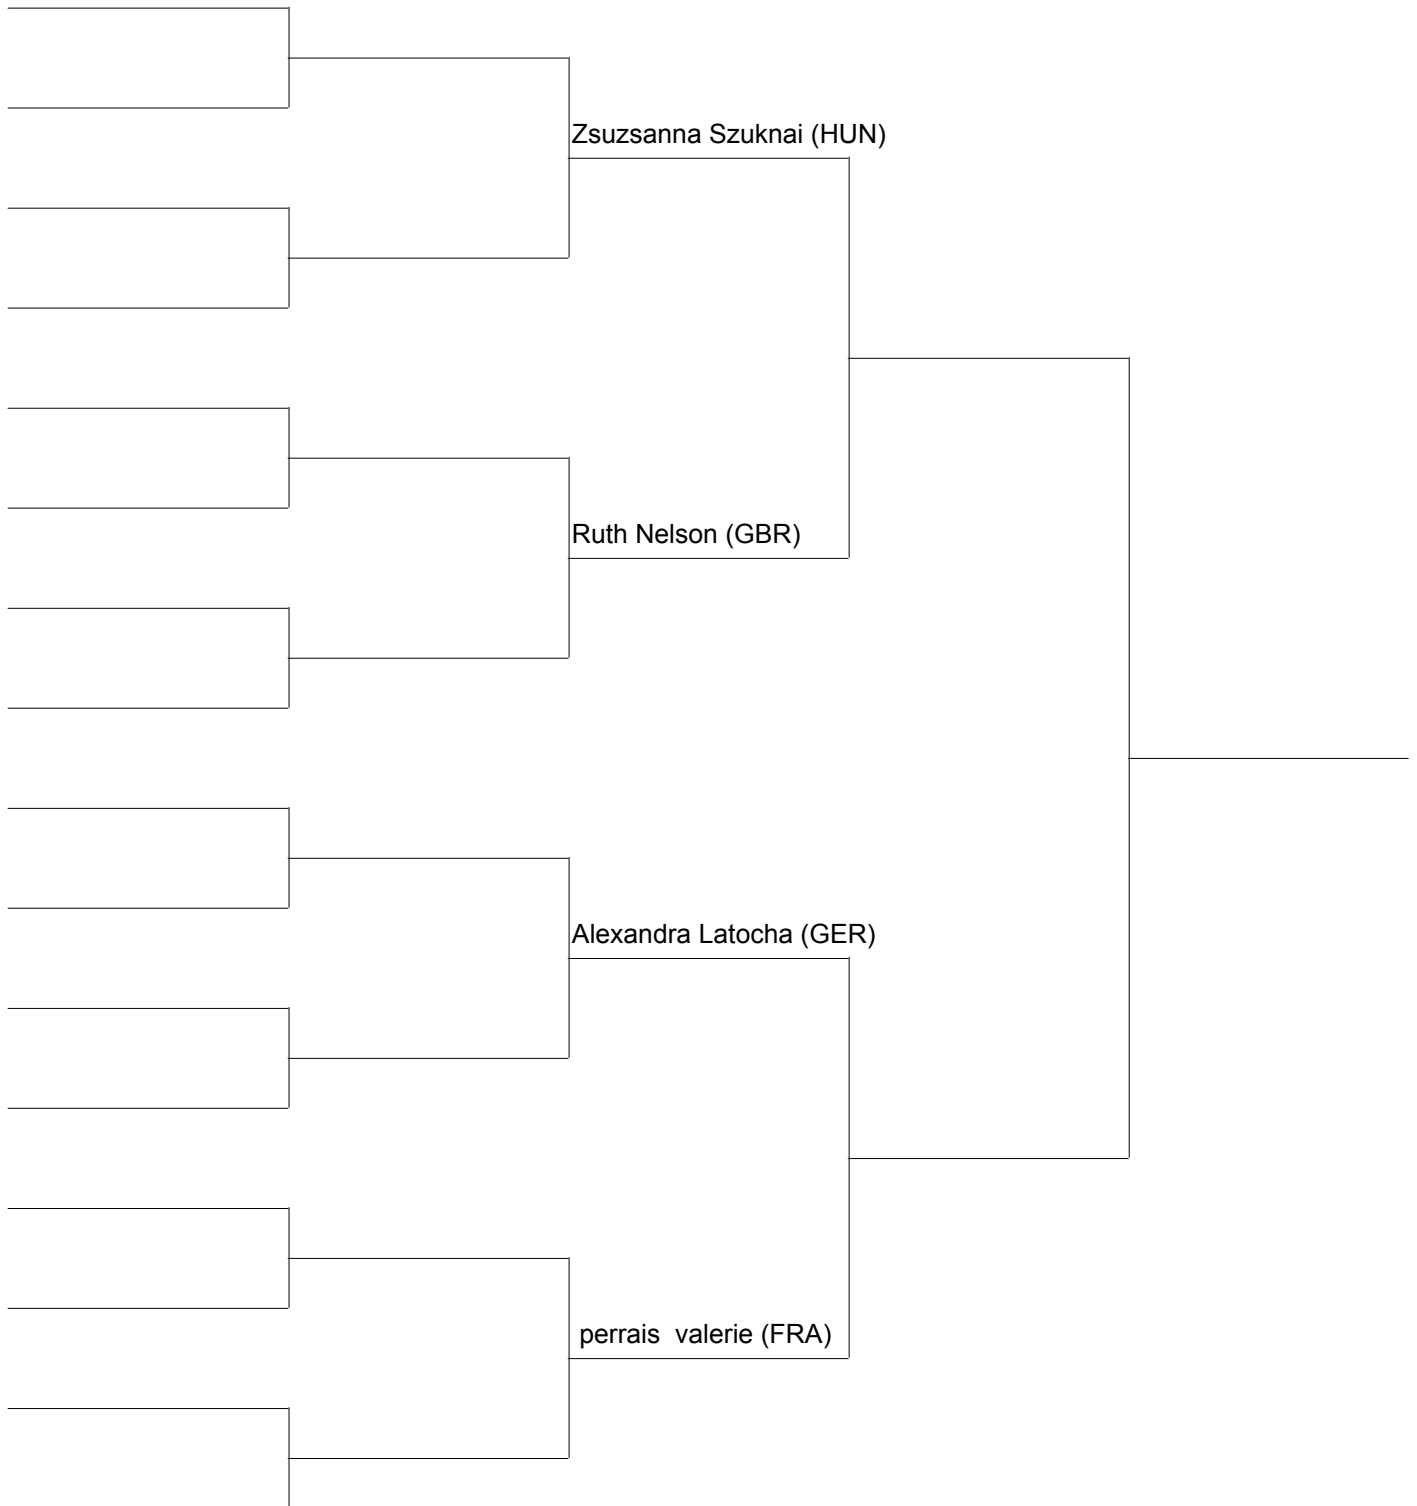 Zsuzsanna Szuknai (HUN)
Ruth Nelson (GBR)
Alexandra Latocha (GER)
perrais  valerie (FRA)